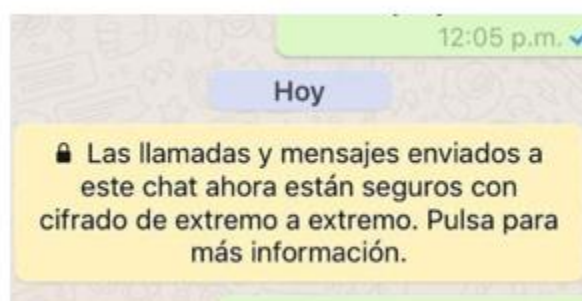 12:05 p.m.
Hoy
Las llamadas y mensajes enviados a
este chat ahora están seguros con
cifrado de extremo a extremo. Pulsa para
más información.